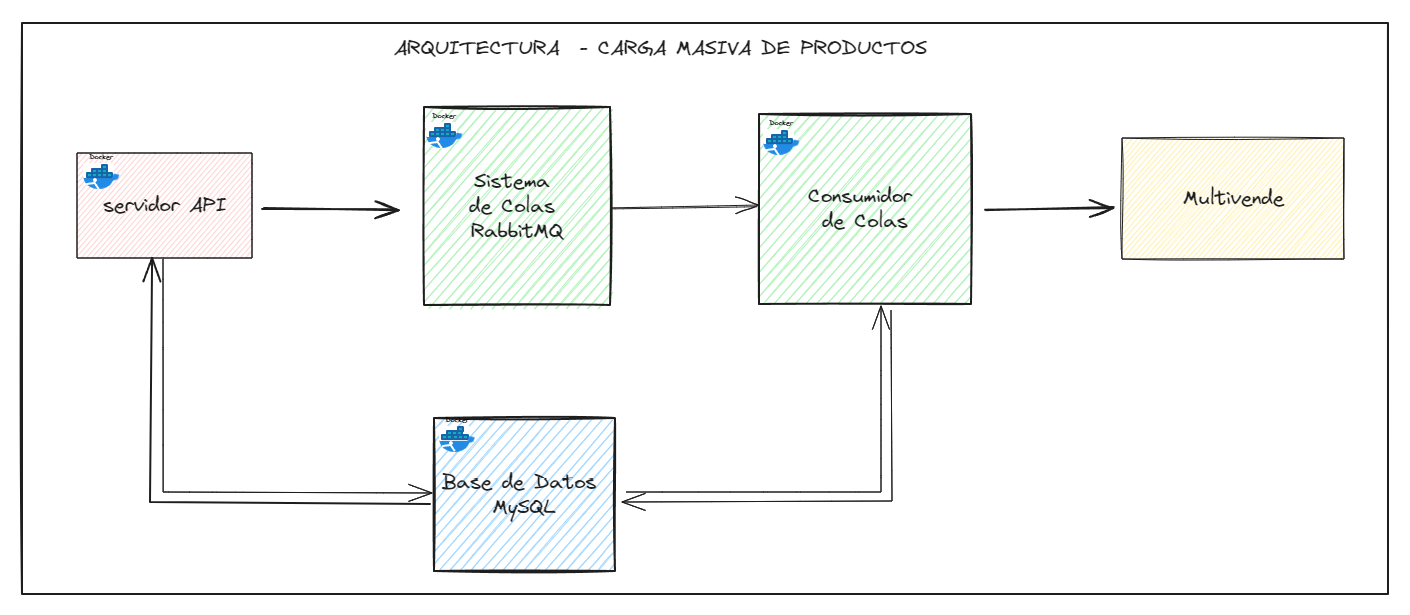 ARQUITECTURA - CARGA MASIVA DE PRODUCTOS
Docker
servidor API
Docker
Sistema
de Colas
RabbitMQ
Docker
Consumidor
de Colas
Multivende
Docker
Base de Datos
MySQL